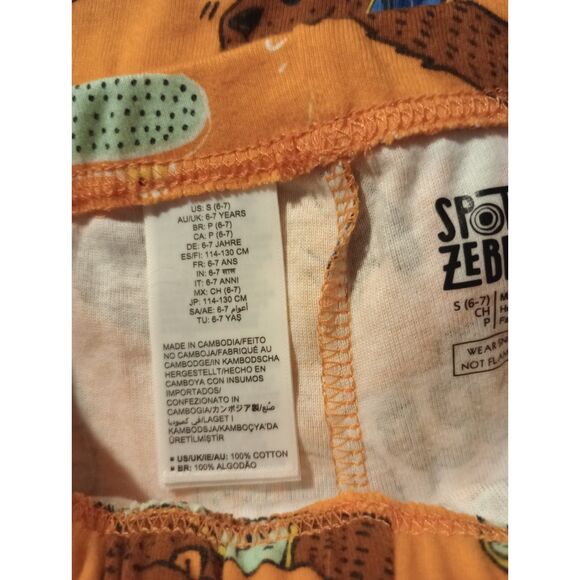 US: S (6-7)
AU/UK: 6-7 YEARS
BR: P (6-7)
CA: P (6-7)
DE: 6-7 JAHRE
ES/FI: 114-130 CM
FR: 6-7 ANS
IN: 6-7 साल
IT: 6-7 ANNI
MX: CH (6-7)
JP: 114-130 CM
SA/AE: 6-7 أعوام
TU: 6-7 YAŞ
MADE IN CAMBODIA/FEITO
NO CAMBOJA/FABRIQUÉ AU
CAMBODGE/IN KAMBODSCHA
HERGESTELLT/HECHO EN
CAMBOYA CON INSUMOS
IMPORTADOS/
CONFEZIONATO IN
CAMBOGIA/カンボジア製/صُنع
في كمبوديا/LAGET I
KAMBODSJA/KAMBOÇYA'DA
ÜRETİLMİŞTİR
■ US/UK/IE/AU: 100% COTTON
■ BR: 100% ALGODÃO
SPOT
ZEB
S (6-7)
CH
P
WEAR
NOT